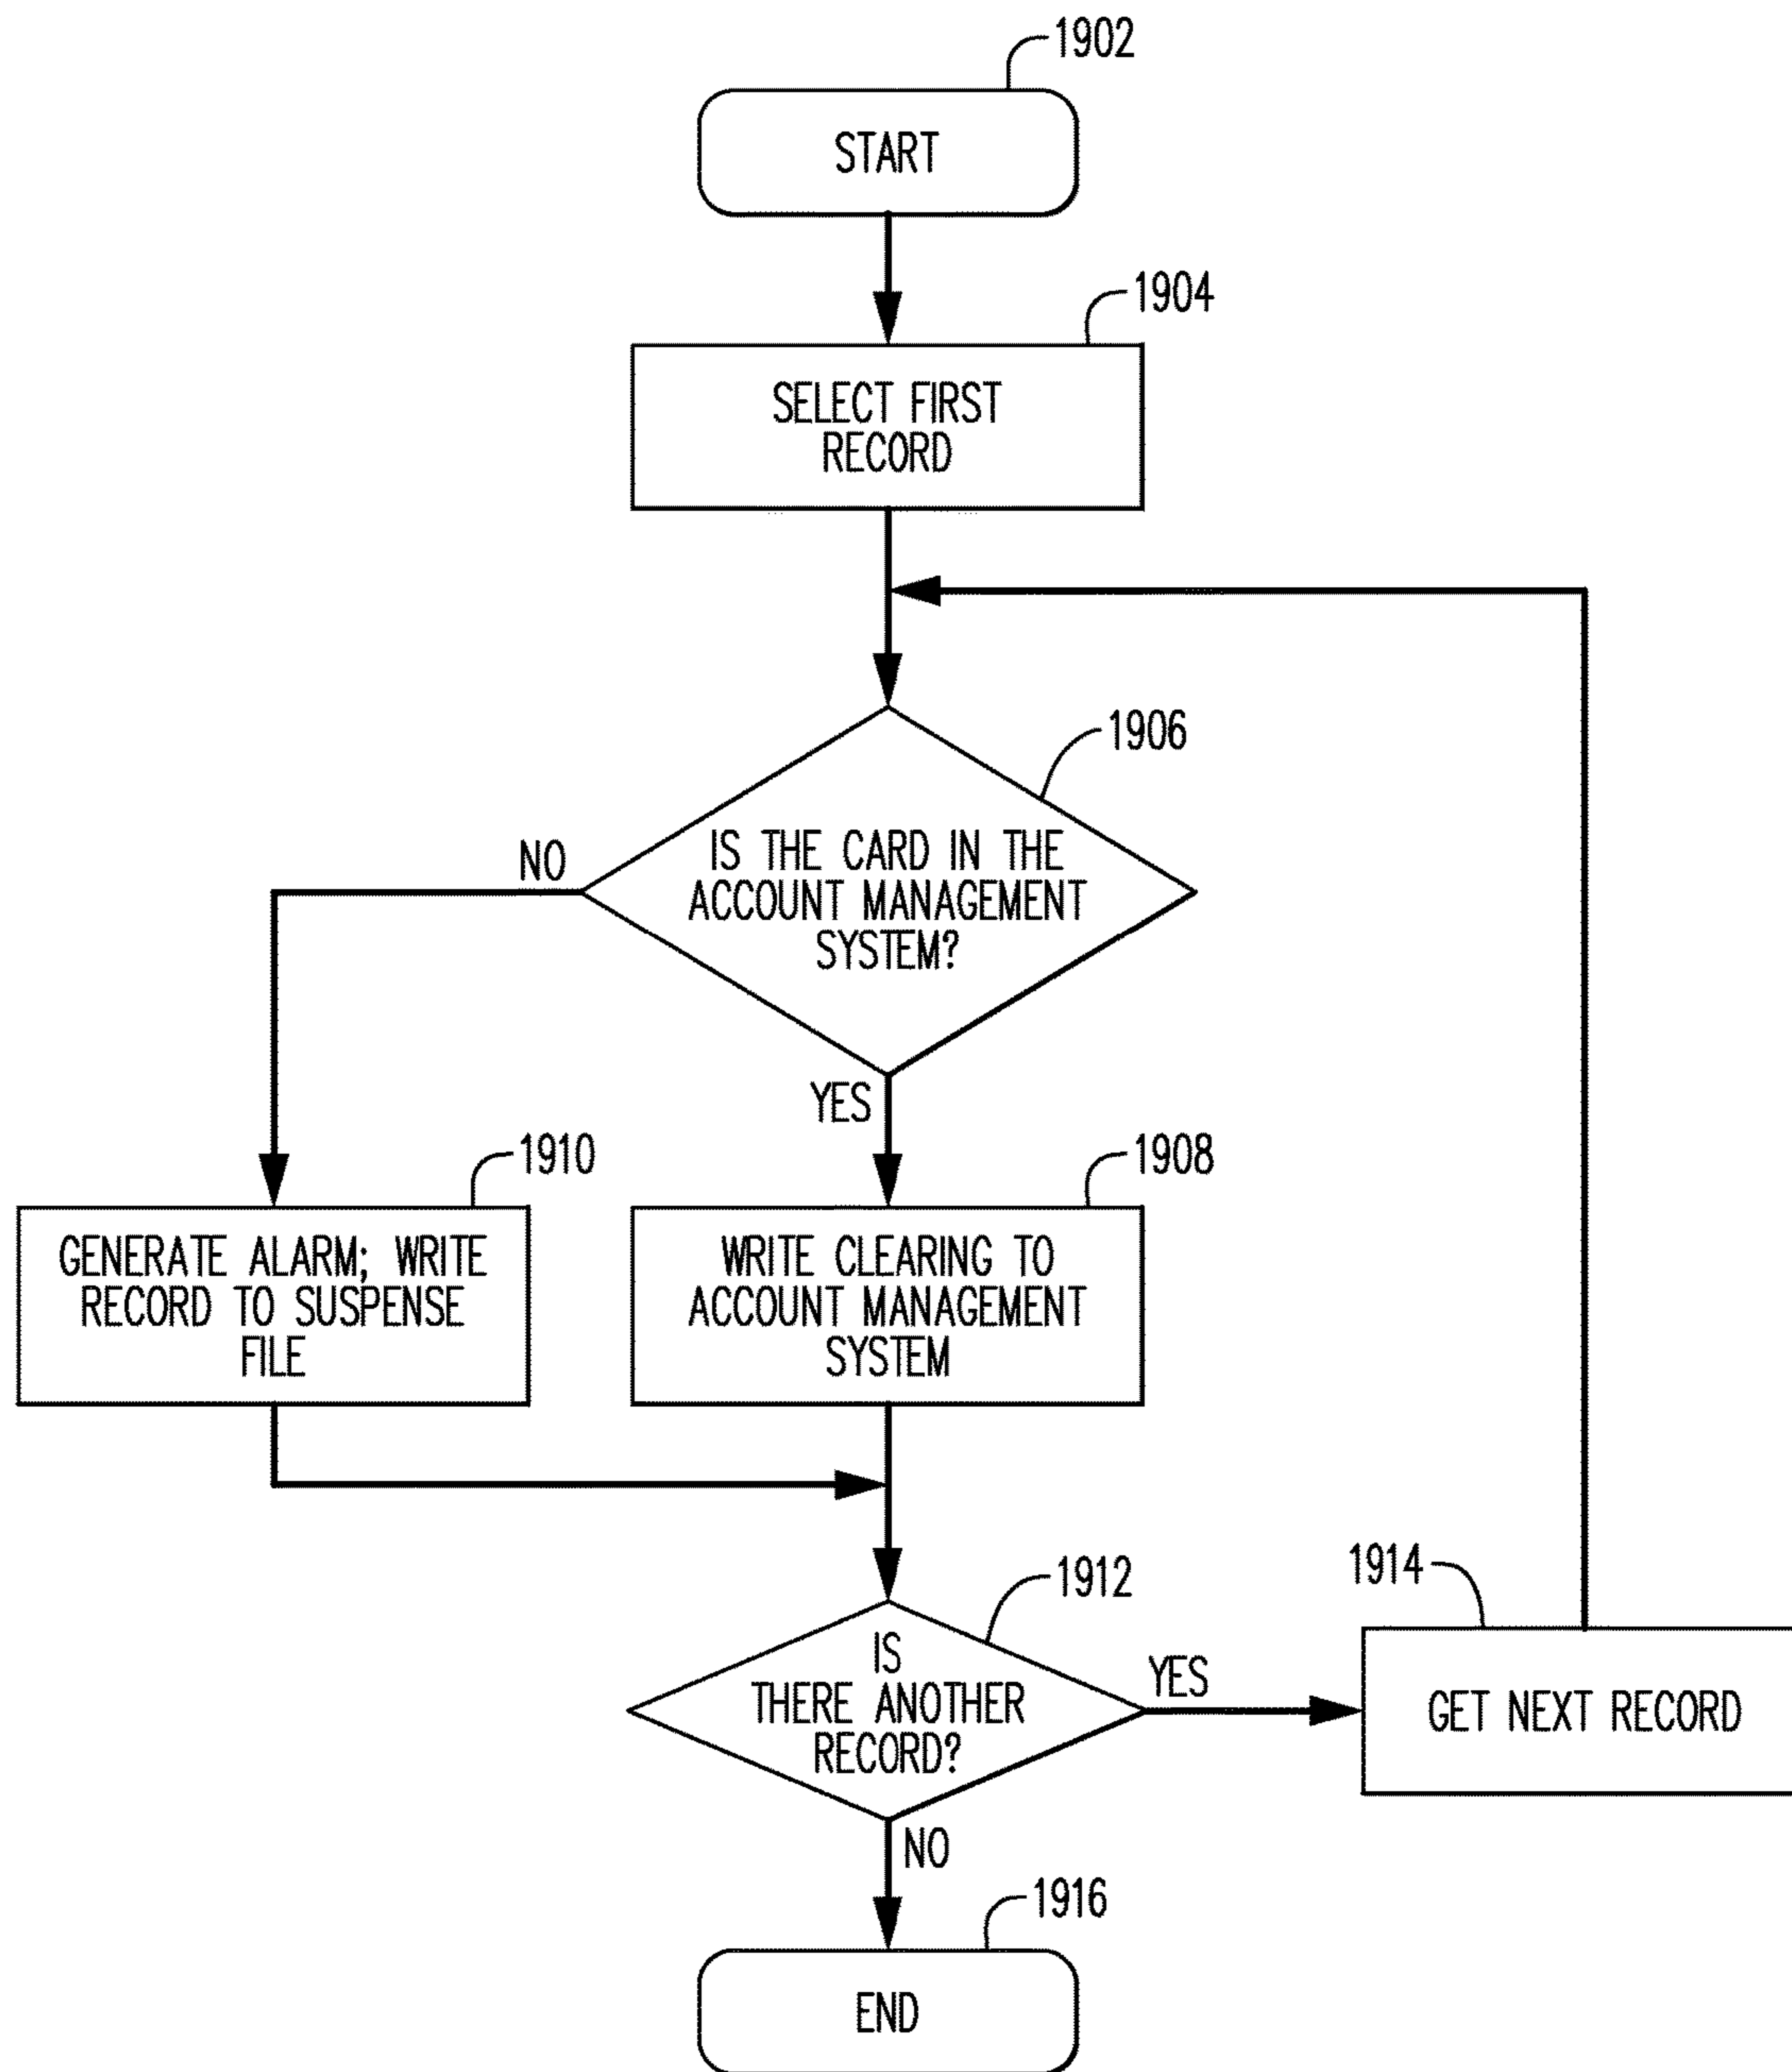 1902
START
1904
SELECT FIRST
RECORD
1906
IS THE CARD IN THE
ACCOUNT MANAGEMENT
SYSTEM?
NO
YES
1910
GENERATE ALARM; WRITE
RECORD TO SUSPENSE
FILE
1908
WRITE CLEARING TO
ACCOUNT MANAGEMENT
SYSTEM
1912
IS
THERE ANOTHER
RECORD?
YES
1914
GET NEXT RECORD
NO
1916
END